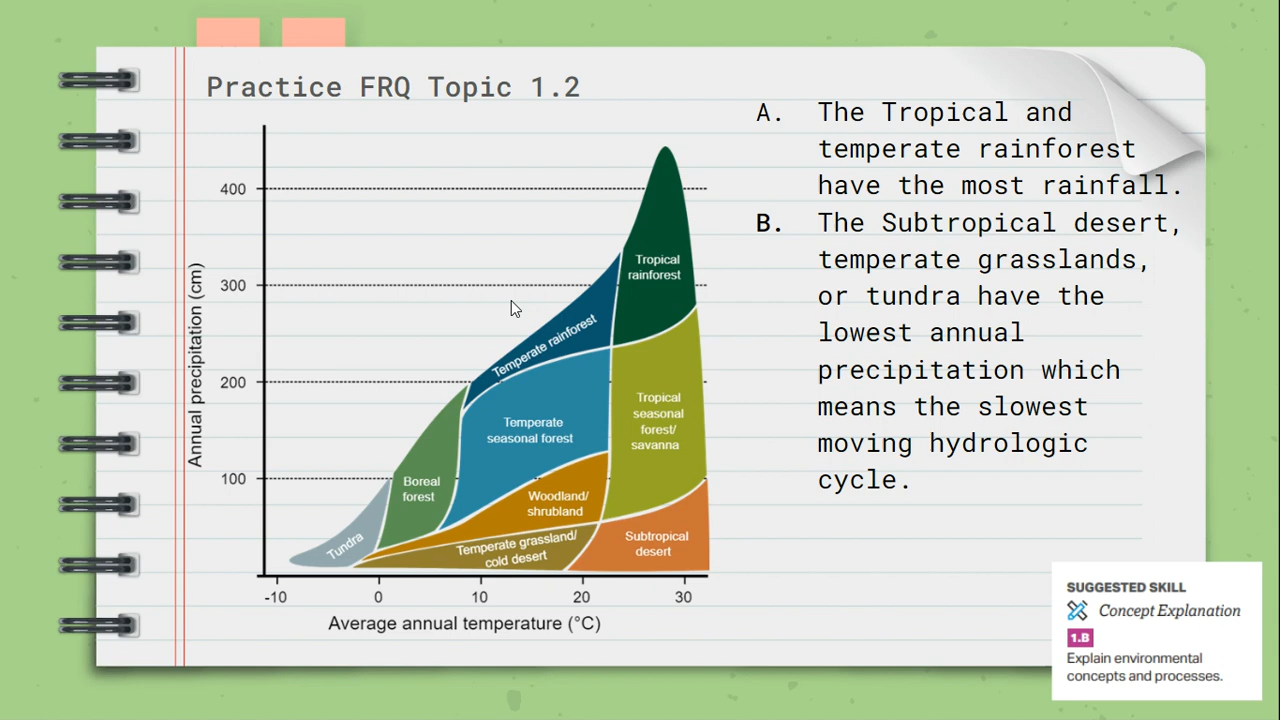 Practice FRQ Topic 1.2
Annual precipitation (cm)
400
300
200
100
Tropical
rainforest
Temperate rainforest
Temperate
seasonal forest
Tropical
seasonal
forest/
savanna
Boreal
forest
Woodland/
shrubland
Tundra
Temperate grassland/
cold desert
Subtropical
desert
-10
0
10
20
30
Average annual temperature (°C)
A. The Tropical and
temperate rainforest
have the most rainfall.
B. The Subtropical desert,
temperate grasslands,
or tundra have the
lowest annual
precipitation which
means the slowest
moving hydrologic
cycle.
SUGGESTED SKILL
Concept Explanation
1.B
Explain environmental
concepts and processes.